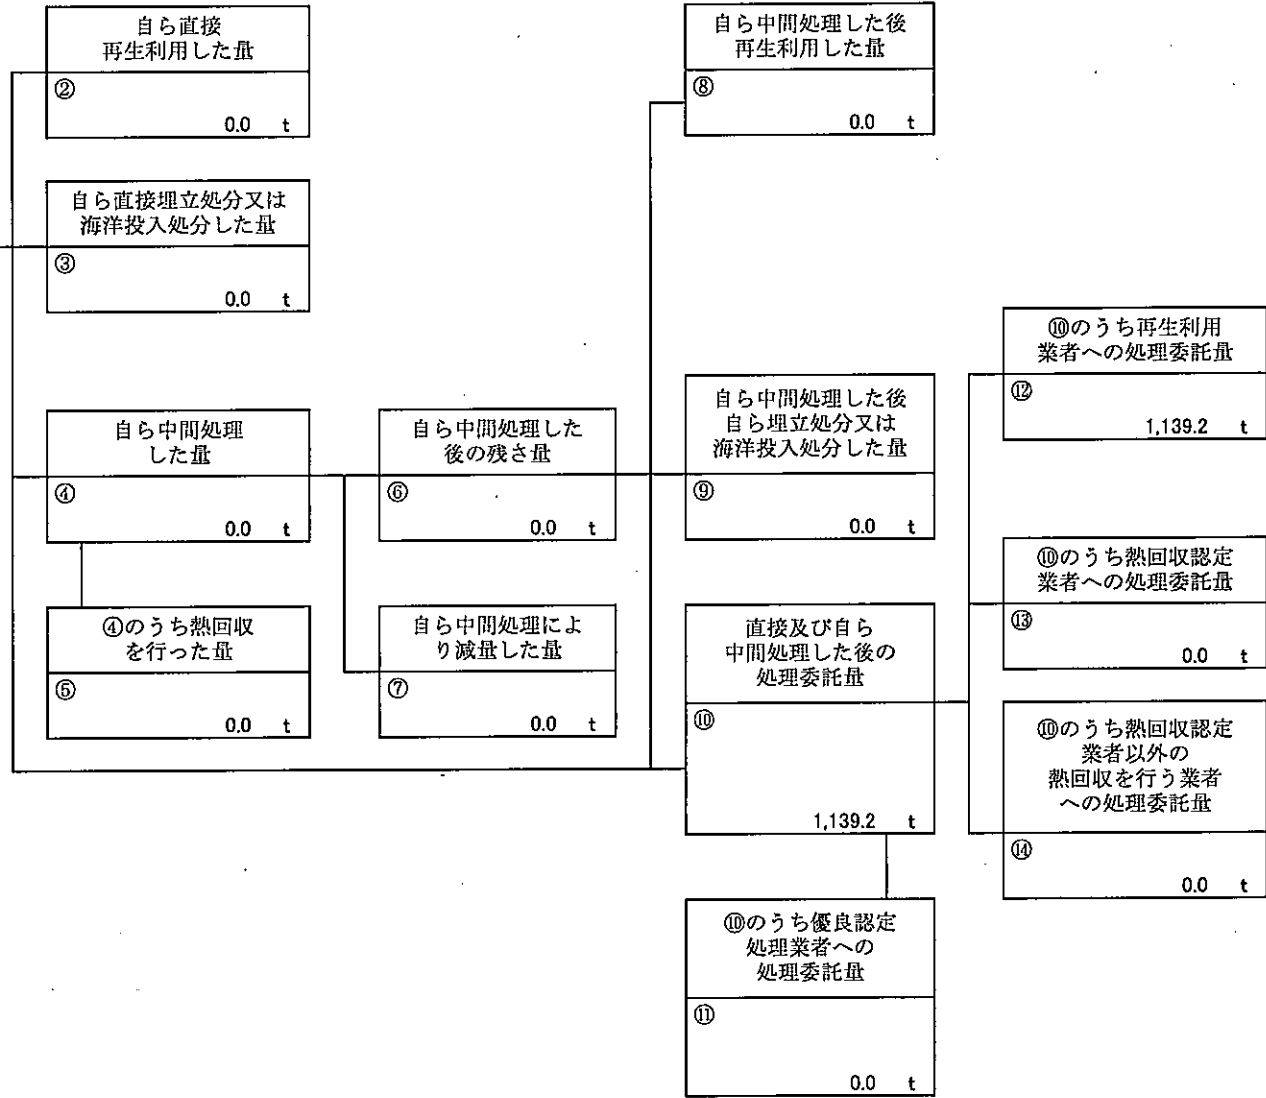 自ら直接
再生利用した量
②
0.0 t
自ら中間処理した後
再生利用した量
⑧
0.0 t
自ら直接埋立処分又は
海洋投入処分した量
③
0.0 t
⑩のうち再生利用
業者への処理委託量
⑫
1,139.2 t
自ら中間処理
した量
④
0.0 t
自ら中間処理した
後の残さ量
⑥
0.0 t
自ら中間処理した後
自ら埋立処分又は
海洋投入処分した量
⑨
0.0 t
⑩のうち熱回収認定
業者への処理委託量
⑬
0.0 t
④のうち熱回収
を行った量
⑤
0.0 t
自ら中間処理によ
り減量した量
⑦
0.0 t
直接及び自ら
中間処理した後の
処理委託量
⑩
1,139.2 t
⑩のうち熱回収認定
業者以外の
熱回収を行う業者
への処理委託量
⑭
0.0 t
⑩のうち優良認定
処理業者への
処理委託量
⑪
0.0 t